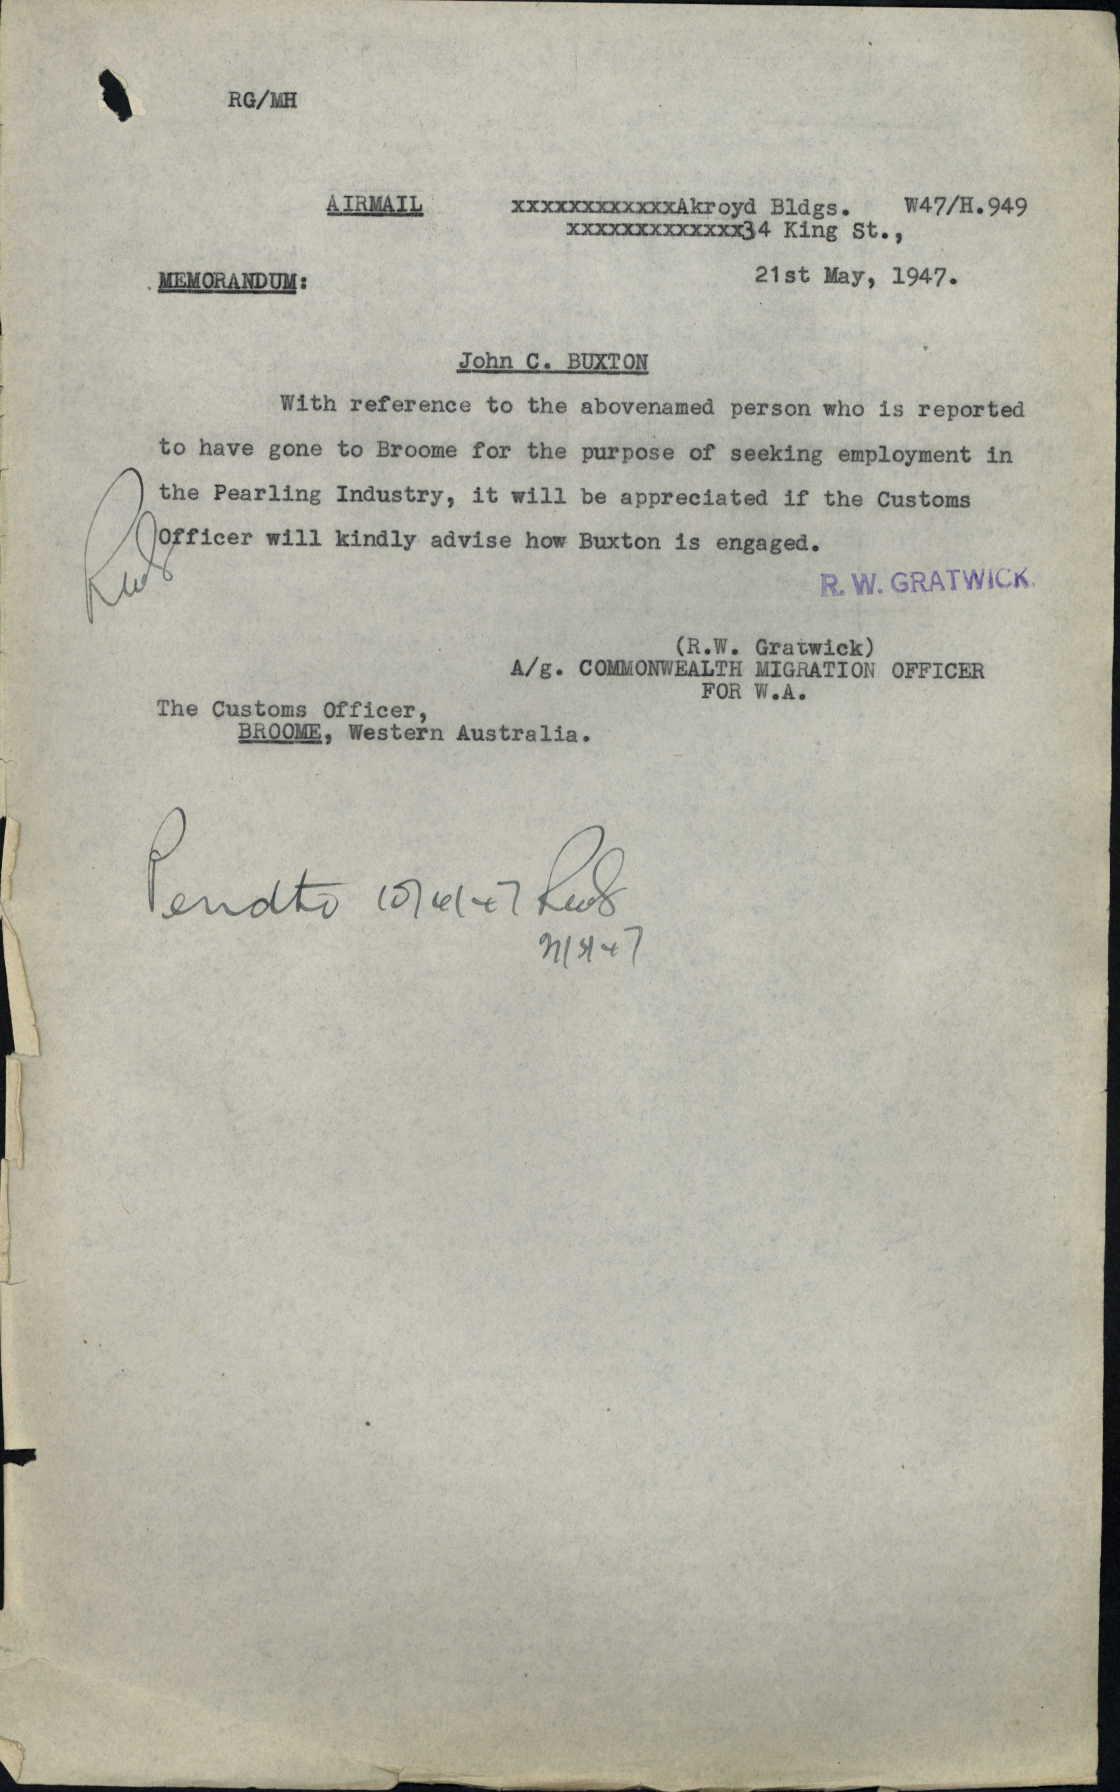 RG/MH
AIRMAIL xxxxxxxxxxxxAkroyd Bldgs. W47/H.949
xxxxxxxxxxxxx34 King St.,
MEMORANDUM: 21st May, 1947.
John C. BUXTON
With reference to the abovenamed person who is reported
to have gone to Broome for the purpose of seeking employment in
the Pearling Industry, it will be appreciated if the Customs
Officer will kindly advise how Buxton is engaged.
R. W. GRATWICK.
(R.W. Gratwick)
A/g. COMMONWEALTH MIGRATION OFFICER
FOR W.A.
The Customs Officer,
BROOME, Western Australia.